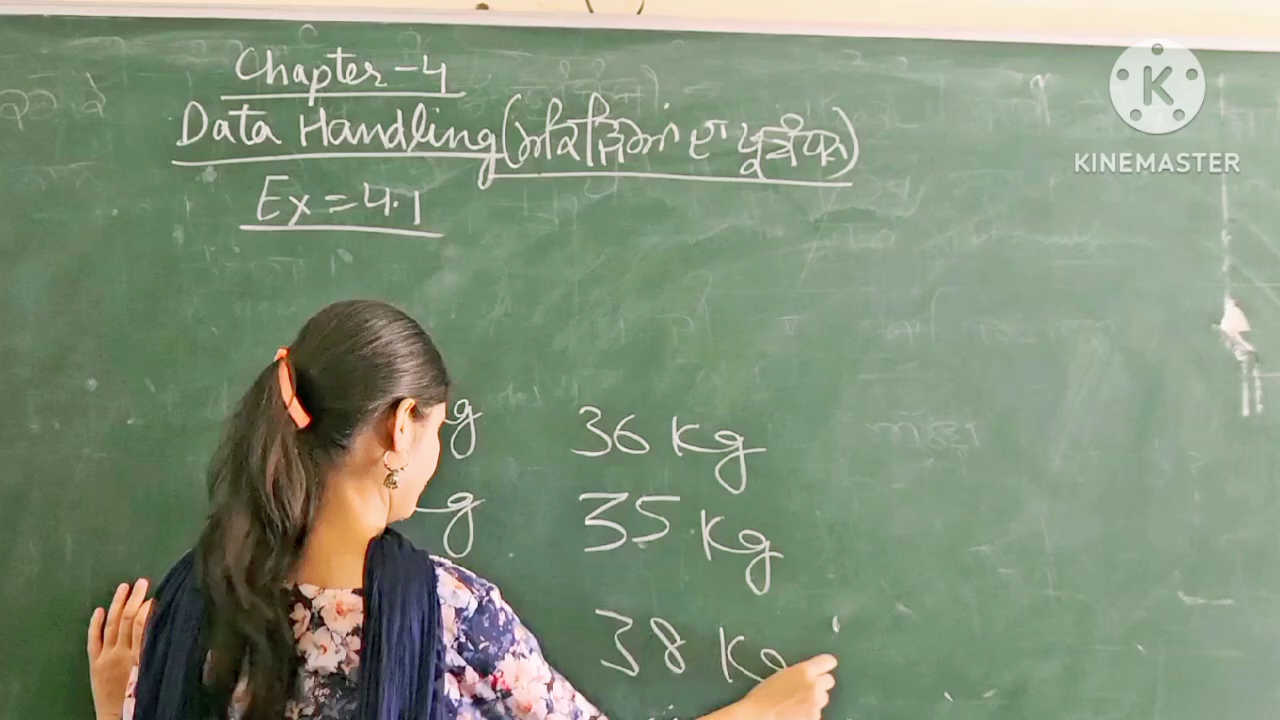 Chapter-4
Data Handling (ਅੰਕੜਿਆਂ ਦਾ ਪ੍ਰਬੰਧਨ)
Ex = 4.1
g 36 kg
g 35 kg
38 kg
K
KINEMASTER